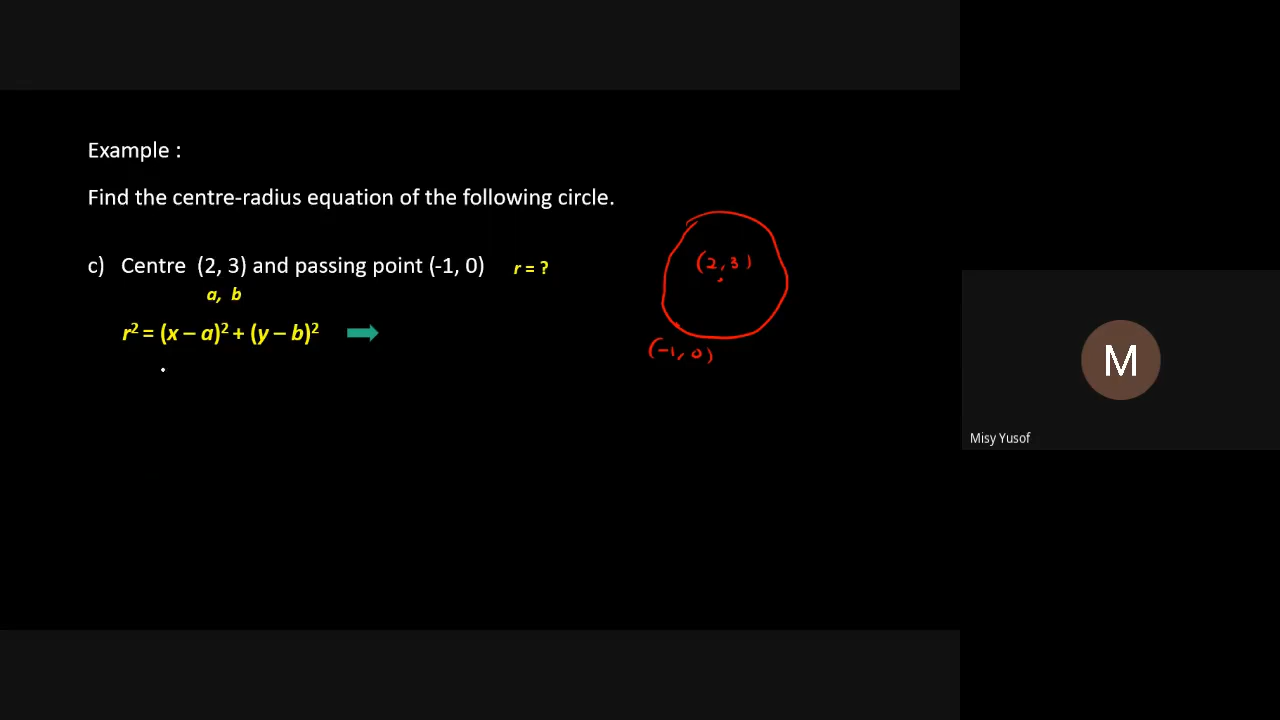 Example :
Find the centre-radius equation of the following circle.
(2, 3)
c) Centre (2, 3) and passing point (-1, 0) r = ?
a, b
r² = (x – a)² + (y – b)²
(-1, 0)
M
Misy Yusof